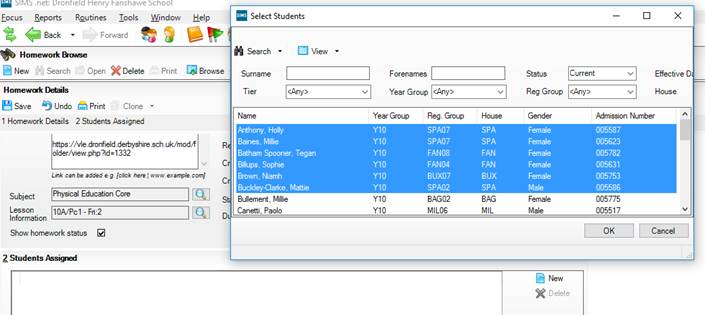 SIMS .net: Dronfield Henry Fanshawe School
Focus Reports Routines Tools Window Help
Back Forward
Homework Browse
New Search Open Delete Print Browse
Homework Details
Save Undo Print Clone
1 Homework Details 2 Students Assigned
https://vle.dronfield.derbyshire.sch.uk/mod/f
older/view.php?id=1332
Link can be added e.g. [click here | www.example.com]
Subject Physical Education Core
Lesson
Information 10A/Pc1 - Fri:2
Show homework status
2 Students Assigned
New
Delete
SIMS Select Students
Search View
Surname Forenames Status Current Effective Da
Tier <Any> Year Group <Any> Reg Group <Any> House
Name Year Group Reg. Group House Gender Admission Number
Anthony, Holly Y10 SPA07 SPA Female 005587
Baines, Millie Y10 SPA07 SPA Female 005623
Batham Spooner, Tegan Y10 FAN08 FAN Female 005782
Billups, Sophie Y10 FAN04 FAN Female 005631
Brown, Niamh Y10 BUX07 BUX Female 005753
Buckley-Clarke, Mattie Y10 SPA02 SPA Male 005586
Bullement, Millie Y10 BAG02 BAG Female 005775
Canetti, Paolo Y10 MIL06 MIL Male 005517
OK Cancel